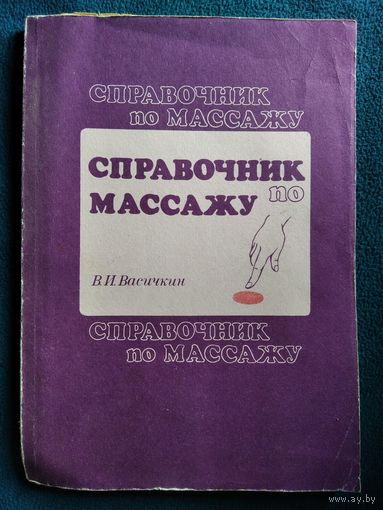 СПРАВОЧНИК
по МАССАЖУ
СПРАВОЧНИК
по
МАССАЖУ
В.И.Васичкин
СПРАВОЧНИК
по МАССАЖУ
www.ay.by